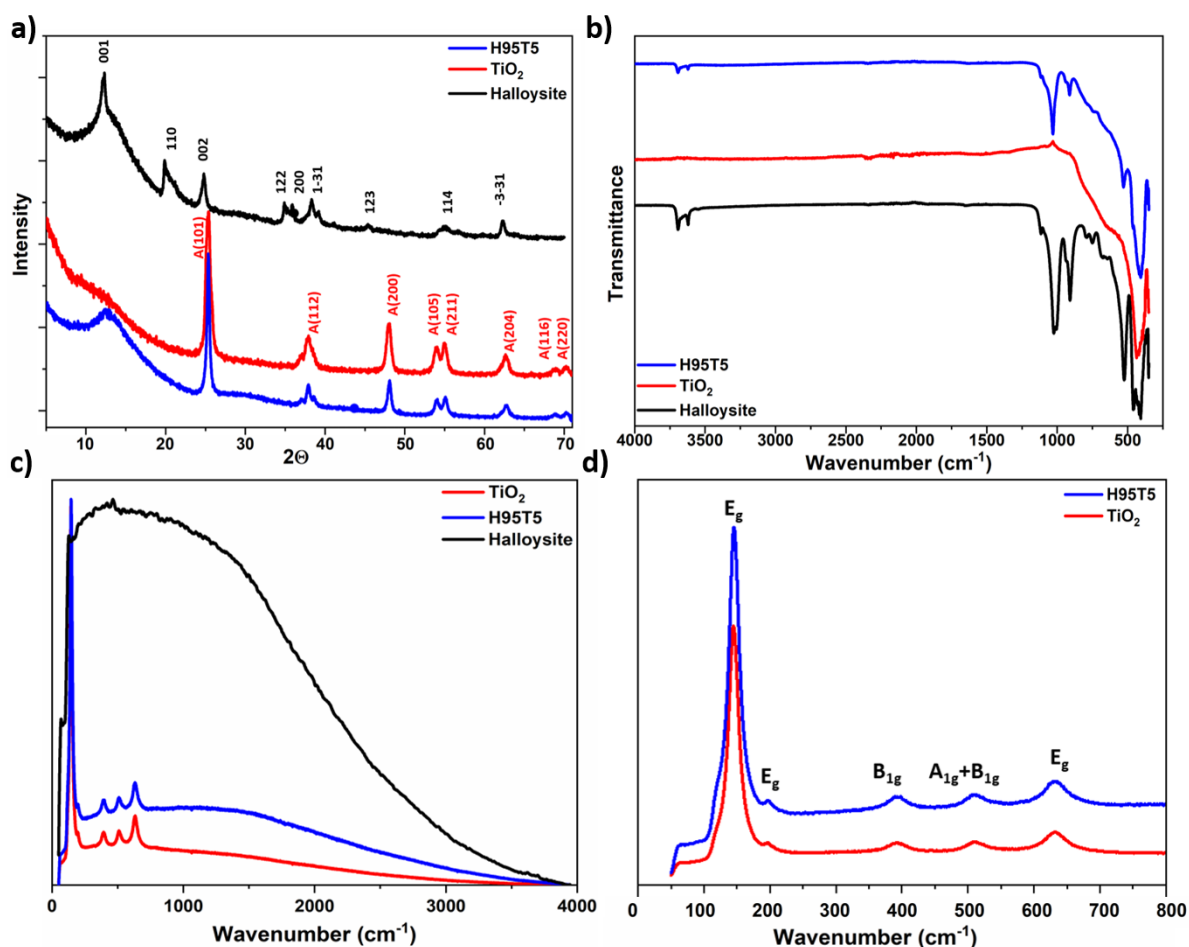 a)
H95T5
TiO₂
Halloysite
001
110
002
122
200
1-31
123
114
-3-31
A(101)
A(112)
A(200)
A(105)
A(211)
A(204)
A(116)
A(220)
Intensity
10 20 30 40 50 60 70
2Θ
b)
Transmittance
H95T5
TiO₂
Halloysite
4000 3500 3000 2500 2000 1500 1000 500
Wavenumber (cm⁻¹)
c)
TiO₂
H95T5
Halloysite
0 1000 2000 3000 4000
Wavenumber (cm⁻¹)
d)
H95T5
TiO₂
E_g
E_g
B₁g
A₁g+B₁g
E_g
0 100 200 300 400 500 600 700 800
Wavenumber (cm⁻¹)